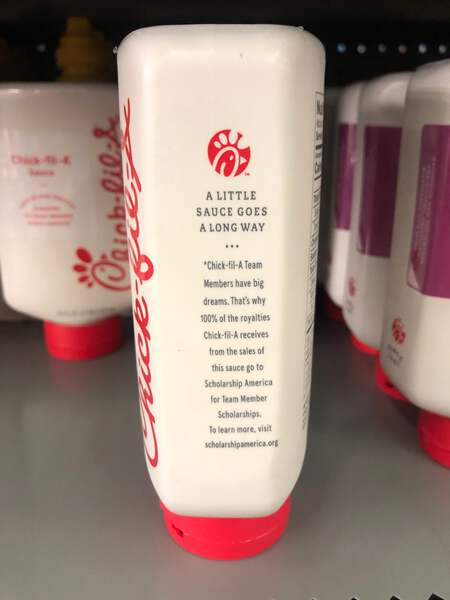 A LITTLE
SAUCE GOES
A LONG WAY
•••
*Chick-fil-A Team
Members have big
dreams. That's why
100% of the royalties
Chick-fil-A receives
from the sales of
this sauce go to
Scholarship America
for Team Member
Scholarships.
To learn more, visit
scholarshipamerica.org
Chick-fil-A
Chick-fil-A
Sauce
Chick-fil-A